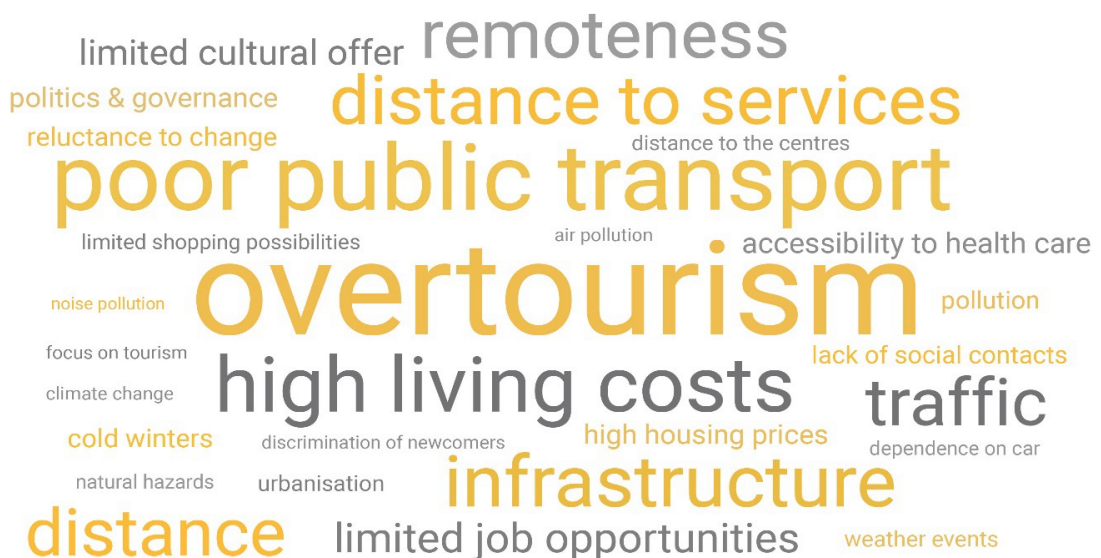 limited cultural offer
remoteness
politics & governance
distance to services
reluctance to change
distance to the centres
poor public transport
limited shopping possibilities
air pollution
accessibility to health care
noise pollution
overtourism
pollution
focus on tourism
high living costs
lack of social contacts
climate change
traffic
cold winters
discrimination of newcomers
high housing prices
dependence on car
natural hazards
urbanisation
infrastructure
distance
limited job opportunities
weather events